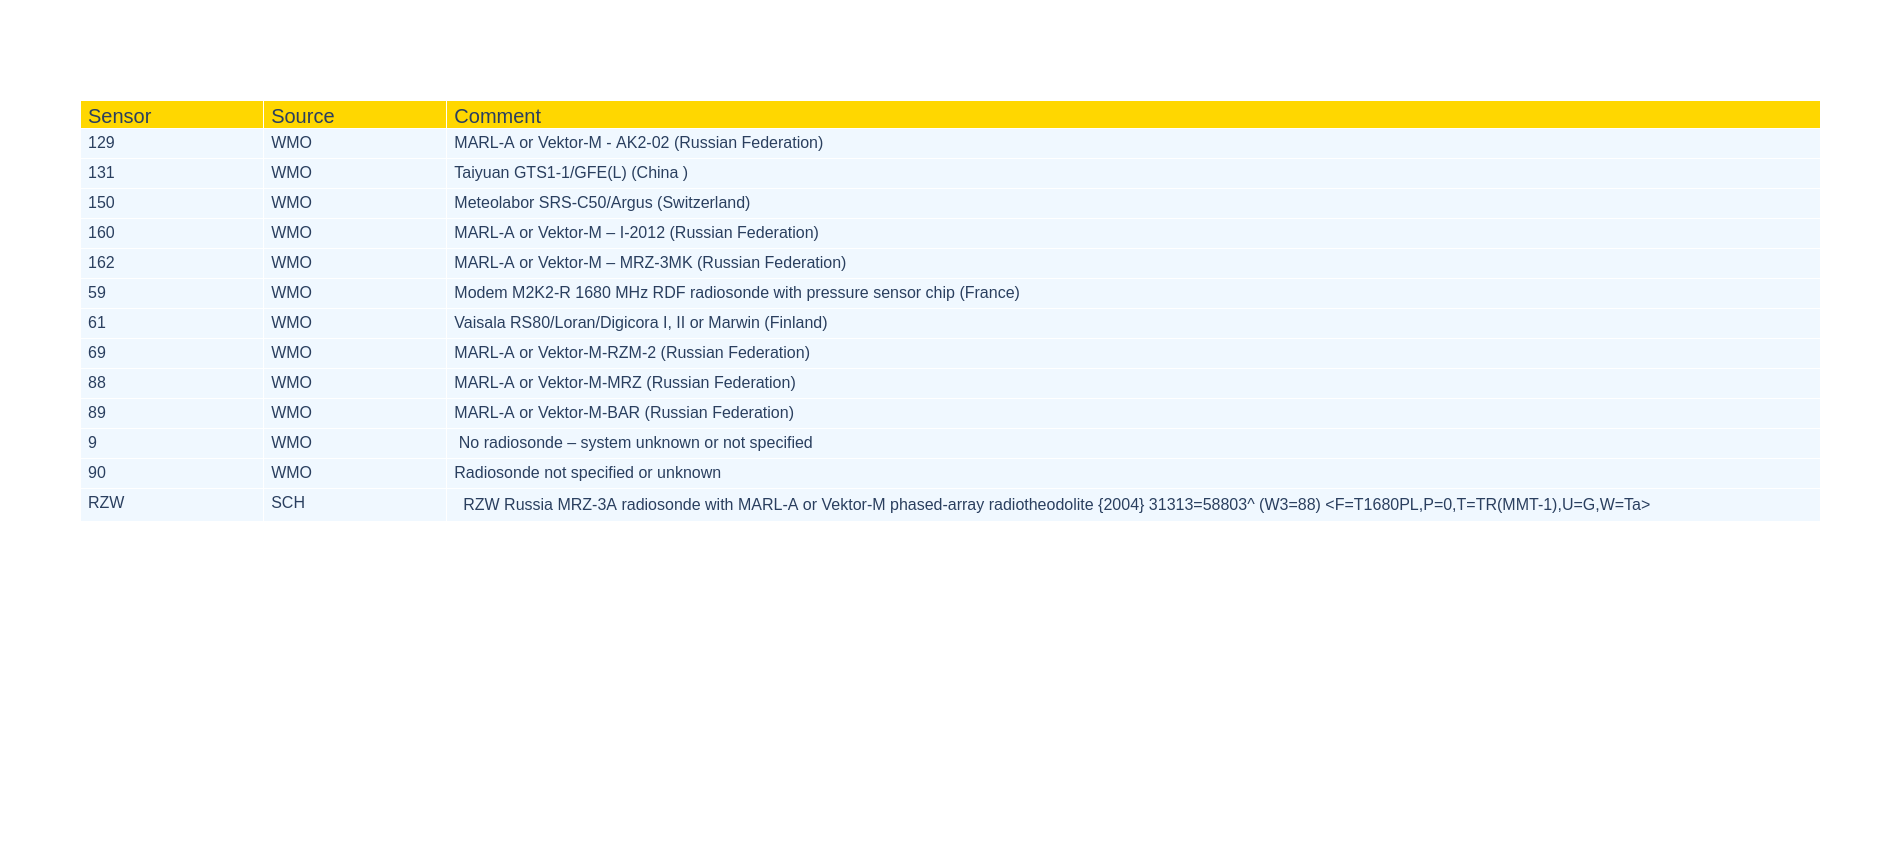 Sensor Source Comment
129 WMO MARL-A or Vektor-M - AK2-02 (Russian Federation)
131 WMO Taiyuan GTS1-1/GFE(L) (China )
150 WMO Meteolabor SRS-C50/Argus (Switzerland)
160 WMO MARL-A or Vektor-M – I-2012 (Russian Federation)
162 WMO MARL-A or Vektor-M – MRZ-3MK (Russian Federation)
59 WMO Modem M2K2-R 1680 MHz RDF radiosonde with pressure sensor chip (France)
61 WMO Vaisala RS80/Loran/Digicora I, II or Marwin (Finland)
69 WMO MARL-A or Vektor-M-RZM-2 (Russian Federation)
88 WMO MARL-A or Vektor-M-MRZ (Russian Federation)
89 WMO MARL-A or Vektor-M-BAR (Russian Federation)
9 WMO No radiosonde – system unknown or not specified
90 WMO Radiosonde not specified or unknown
RZW SCH RZW Russia MRZ-3A radiosonde with MARL-A or Vektor-M phased-array radiotheodolite {2004} 31313=58803^ (W3=88) <F=T1680PL,P=0,T=TR(MMT-1),U=G,W=Ta>